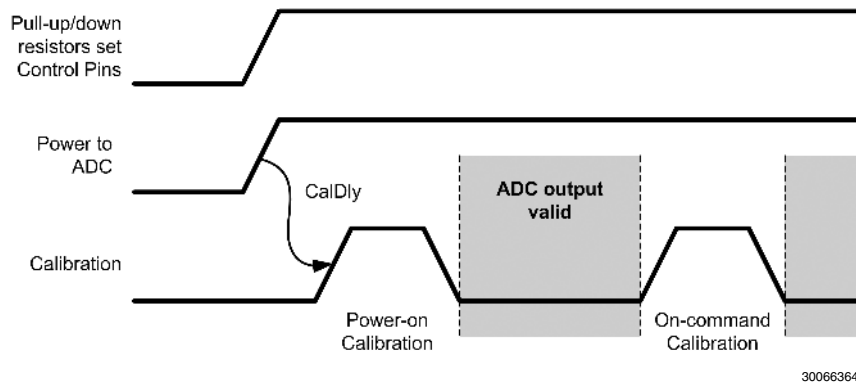 Pull-up/down
resistors set
Control Pins
Power to
ADC
CalDly
ADC output
valid
Calibration
Power-on
Calibration
On-command
Calibration
30066364